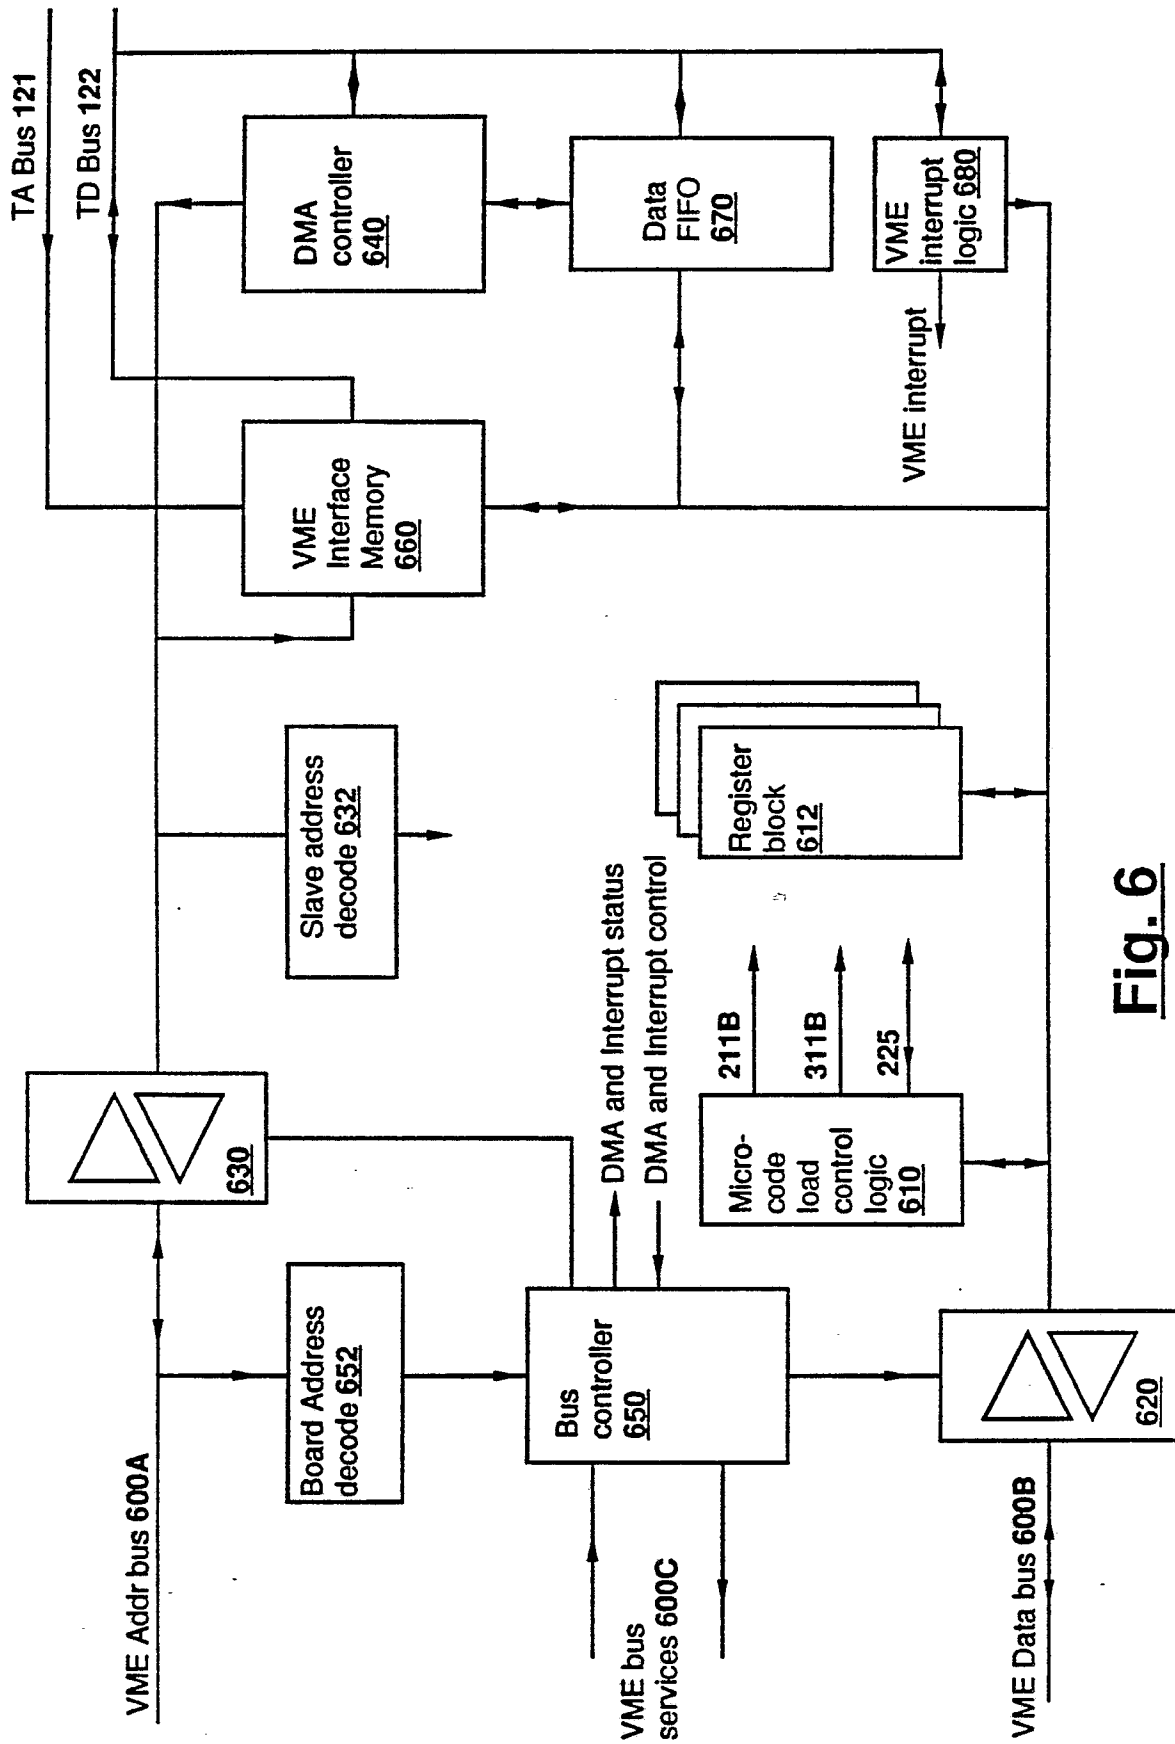 TA Bus 121
TD Bus 122
VME Addr bus 600A
630
Board Address
decode 652
Slave address
decode 632
VME
Interface
Memory
660
DMA
controller
640
Bus
controller
650
DMA and Interrupt status
DMA and Interrupt control
Data
FIFO
670
VME bus
services 600C
Micro-
code
load
control
logic
610
211B
311B
225
Register
block
612
VME interrupt
VME
interrupt
logic 680
VME Data bus 600B
620
Fig. 6